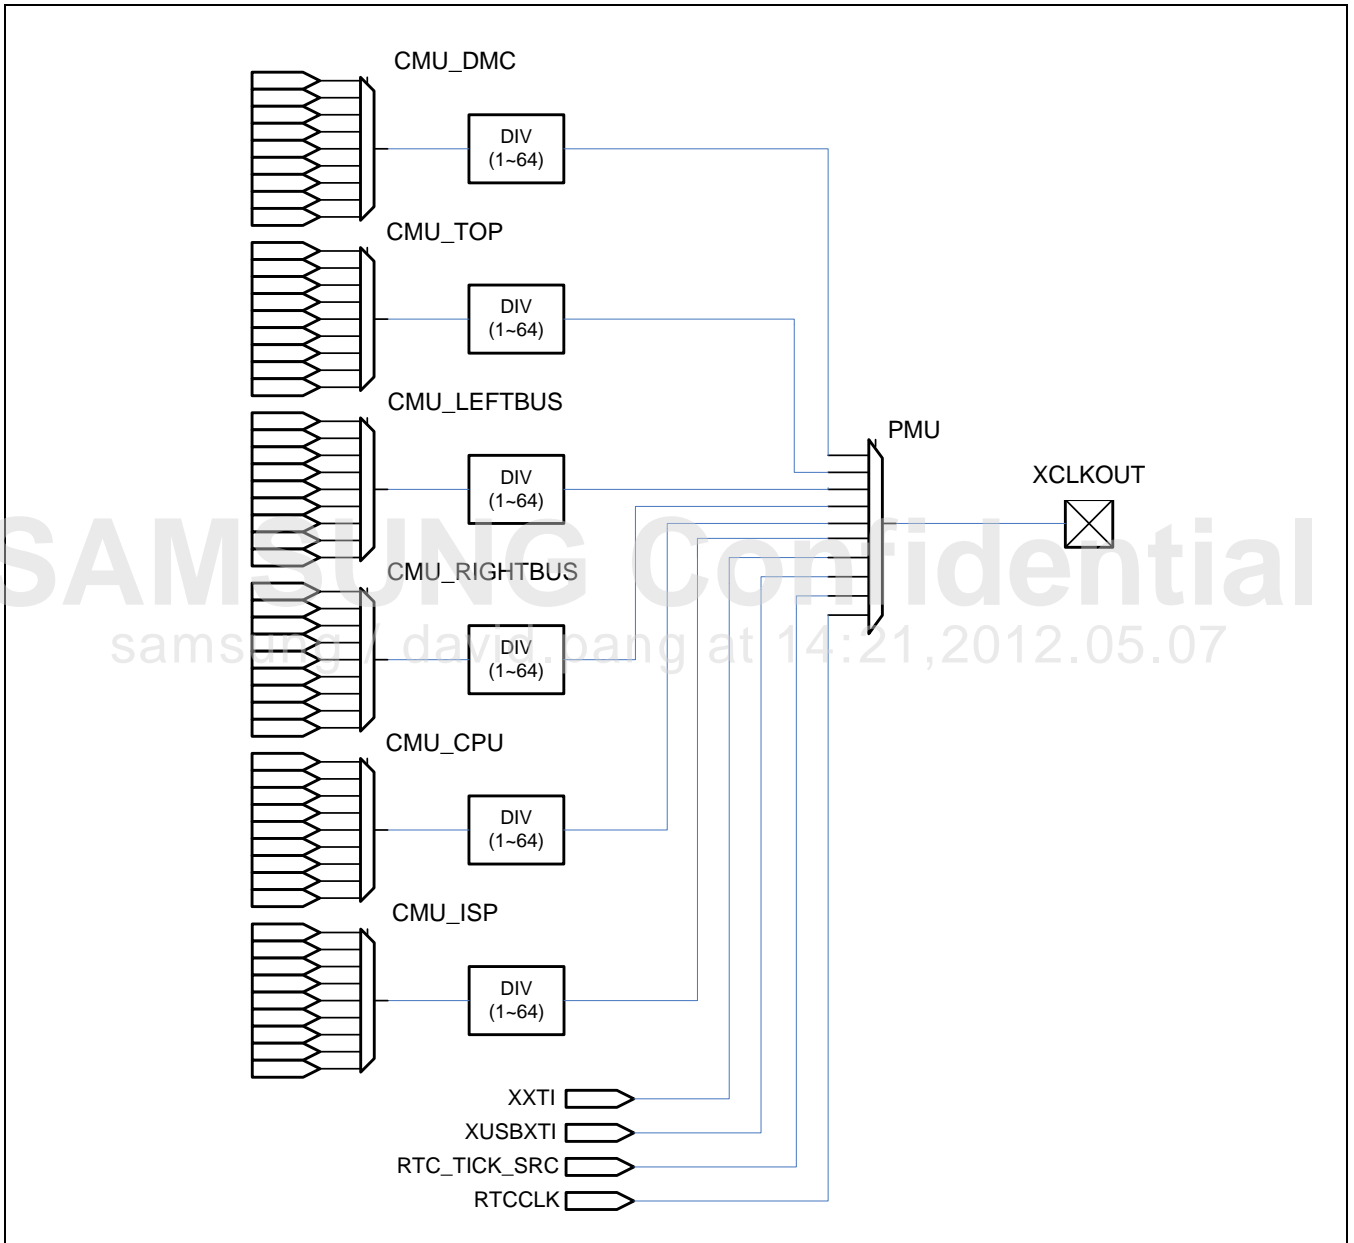 CMU_DMC
DIV
(1~64)
CMU_TOP
DIV
(1~64)
CMU_LEFTBUS
DIV
(1~64)
PMU
XCLKOUT
SAMSUNG Confidential
CMU_RIGHTBUS
samsung / david.pang at 14:21,2012.05.07
DIV
(1~64)
CMU_CPU
DIV
(1~64)
CMU_ISP
DIV
(1~64)
XXTI
XUSBXTI
RTC_TICK_SRC
RTCCLK